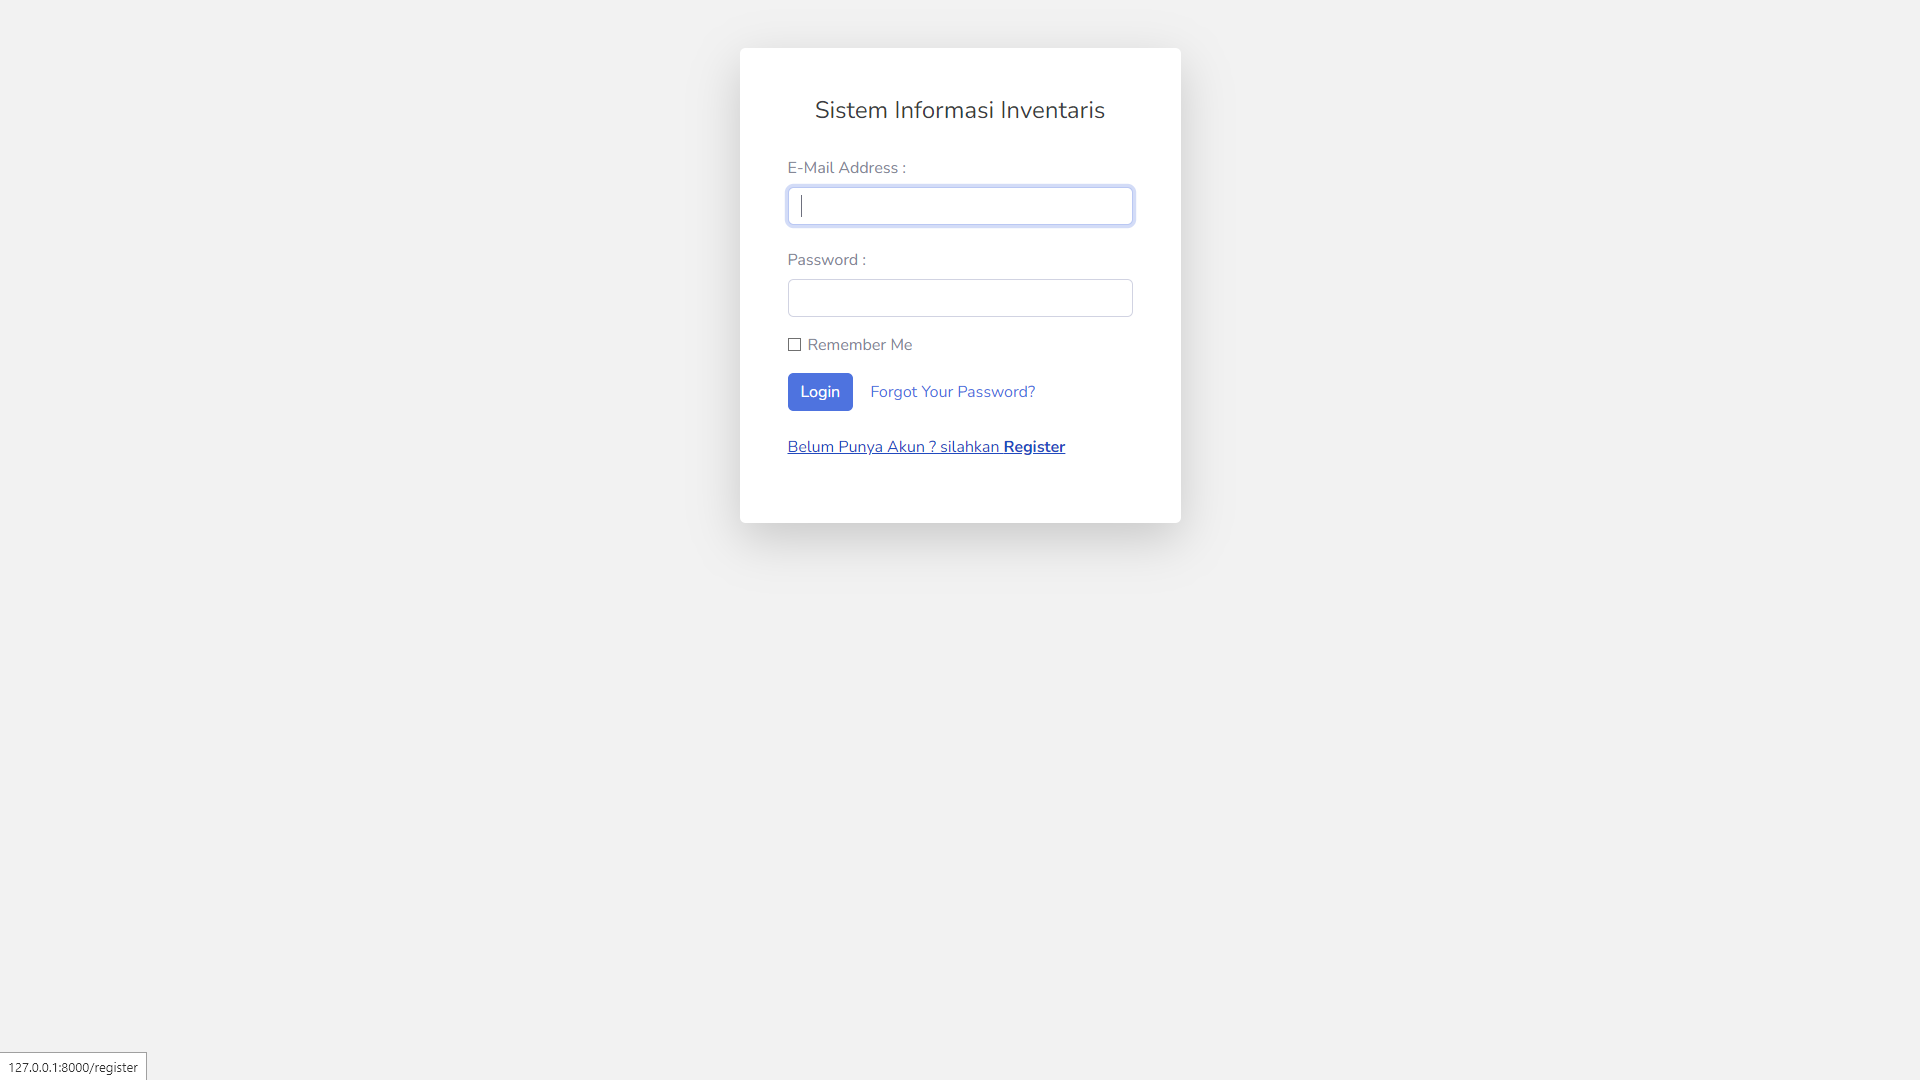 Sistem Informasi Inventaris
E-Mail Address :
Password :
Remember Me
Login Forgot Your Password?
Belum Punya Akun ? silahkan Register
127.0.0.1:8000/register